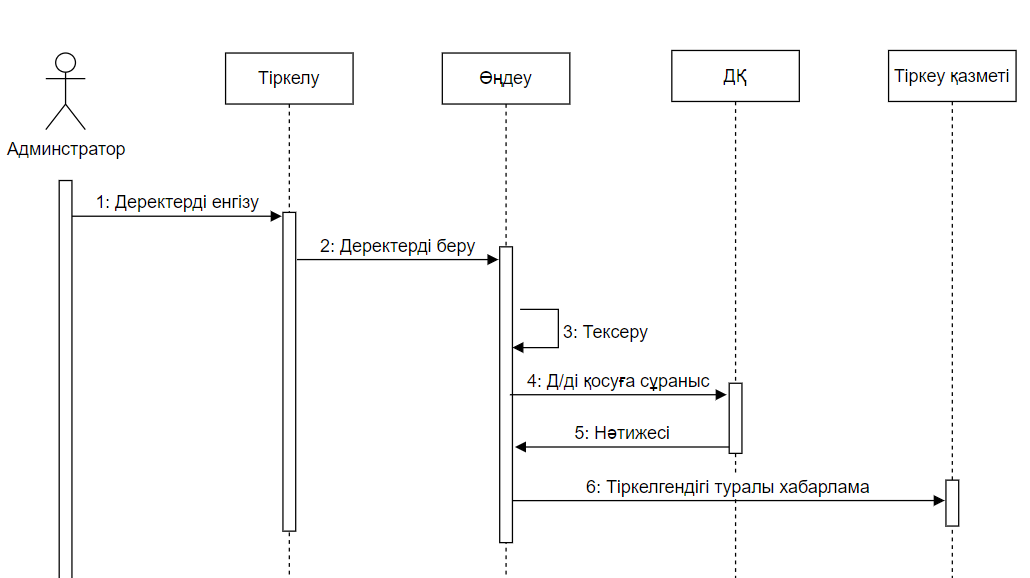 Тіркелу
Өңдеу
ДҚ
Тіркеу қазметі
Админстратор
1: Деректерді енгізу
2: Деректерді беру
3: Тексеру
4: Д/ді қосуға сұраныс
5: Нәтижесі
6: Тіркелгендігі туралы хабарлама